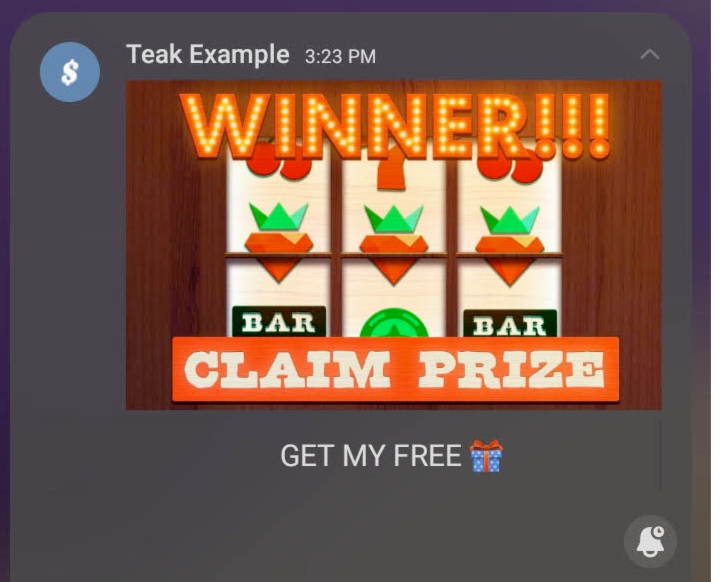 Teak Example 3:23 PM
WINNER!!!
BAR BAR
CLAIM PRIZE
GET MY FREE 🎁